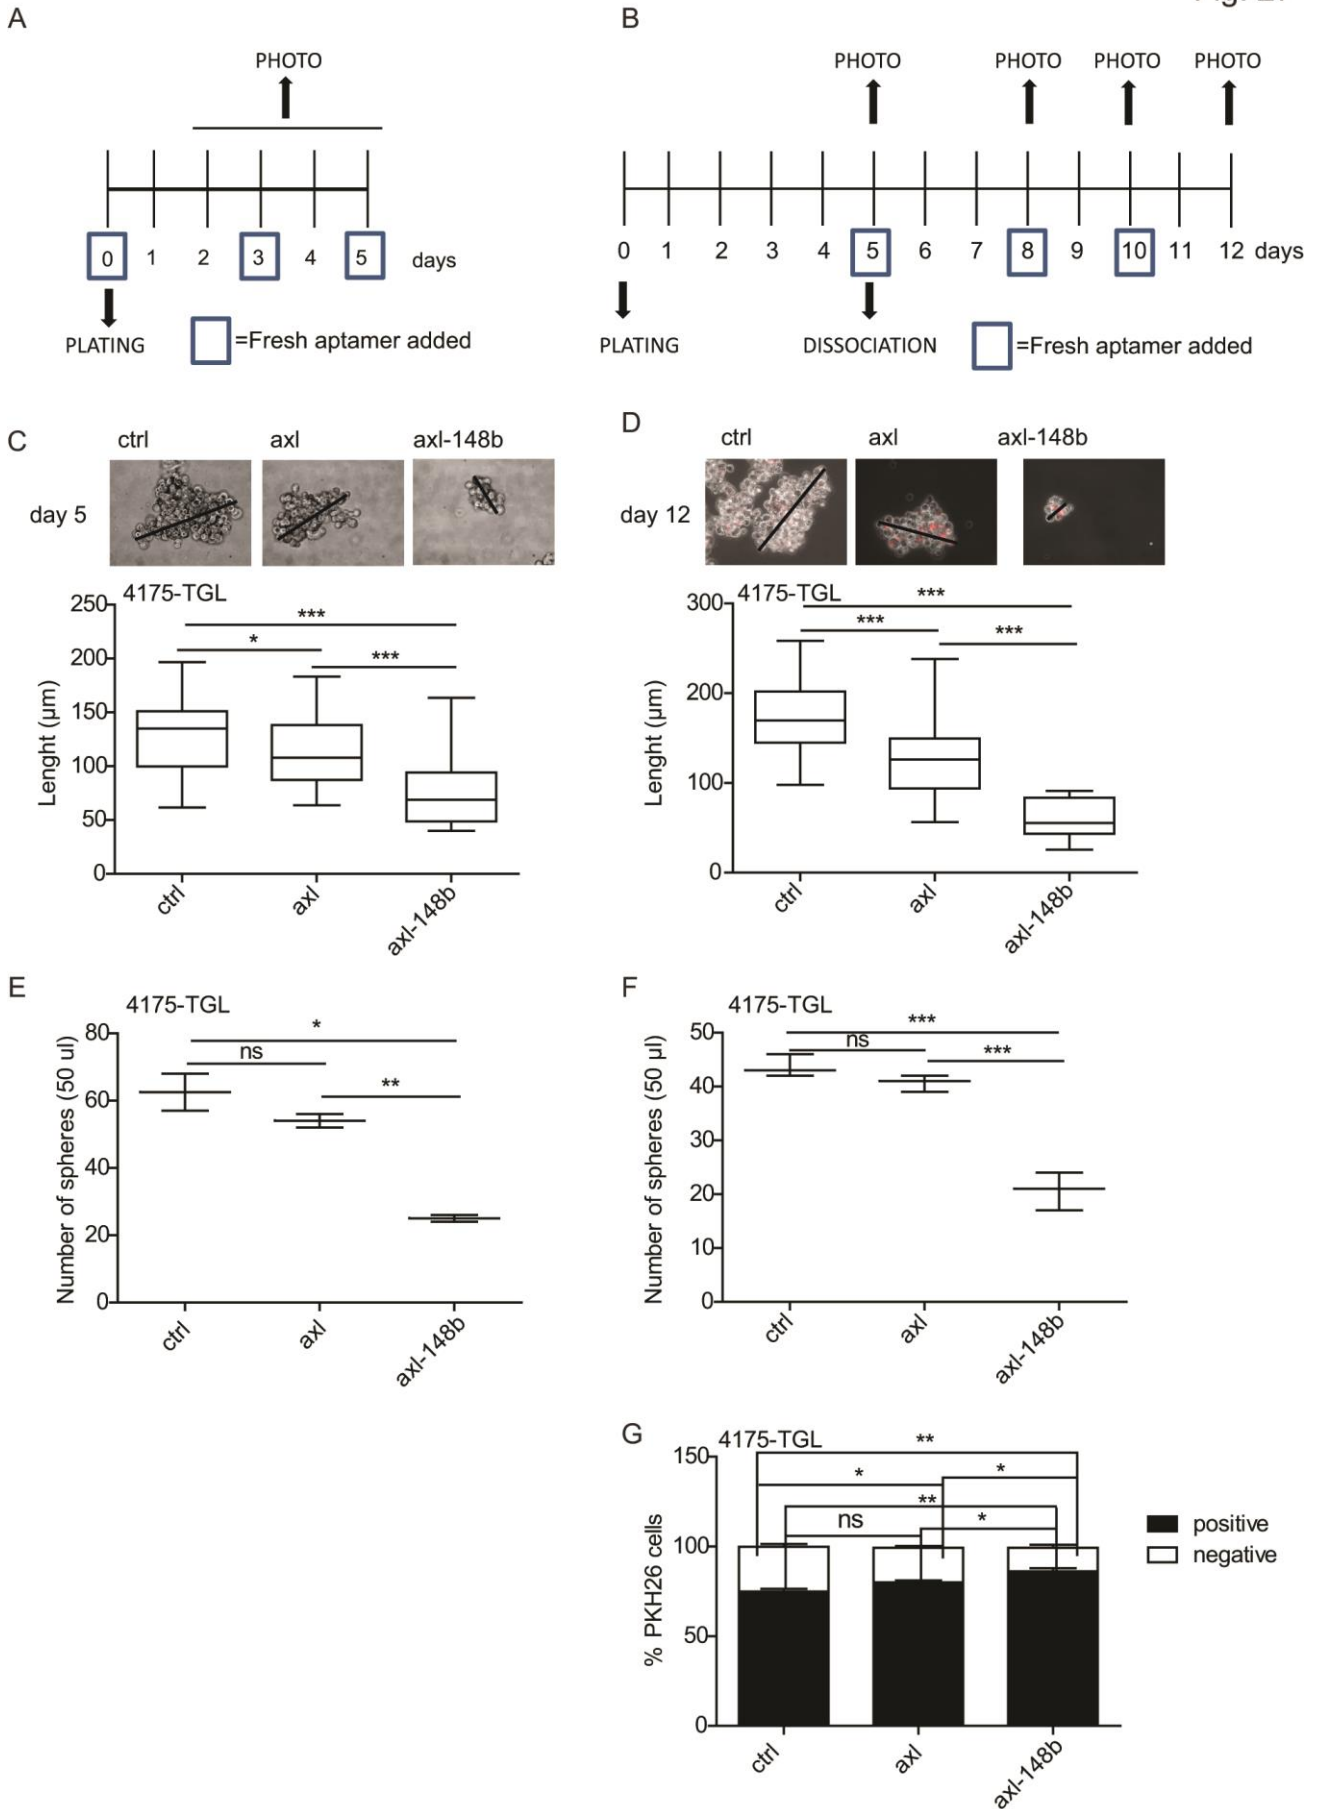 A
B
PHOTO
PHOTO PHOTO PHOTO PHOTO
0 1 2 3 4 5 days
0 1 2 3 4 5 6 7 8 9 10 11 12 days
PLATING
=Fresh aptamer added
PLATING
DISSOCIATION
=Fresh aptamer added
C
ctrl axl axl-148b
day 5
4175-TGL
Lenght (µm)
250
200
150
100
50
0
***
*
***
ctrl
axl
axl-148b
D
ctrl axl axl-148b
day 12
4175-TGL
Lenght (µm)
300
200
100
0
***
***
***
ctrl
axl
axl-148b
E
4175-TGL
Number of spheres (50 ul)
80
60
40
20
0
*
ns
**
ctrl
axl
axl-148b
F
4175-TGL
Number of spheres (50 µl)
50
40
30
20
10
0
***
ns
***
ctrl
axl
axl-148b
G
4175-TGL
% PKH26 cells
150
100
50
0
**
*
*
**
ns
*
positive
negative
ctrl
axl
axl-148b